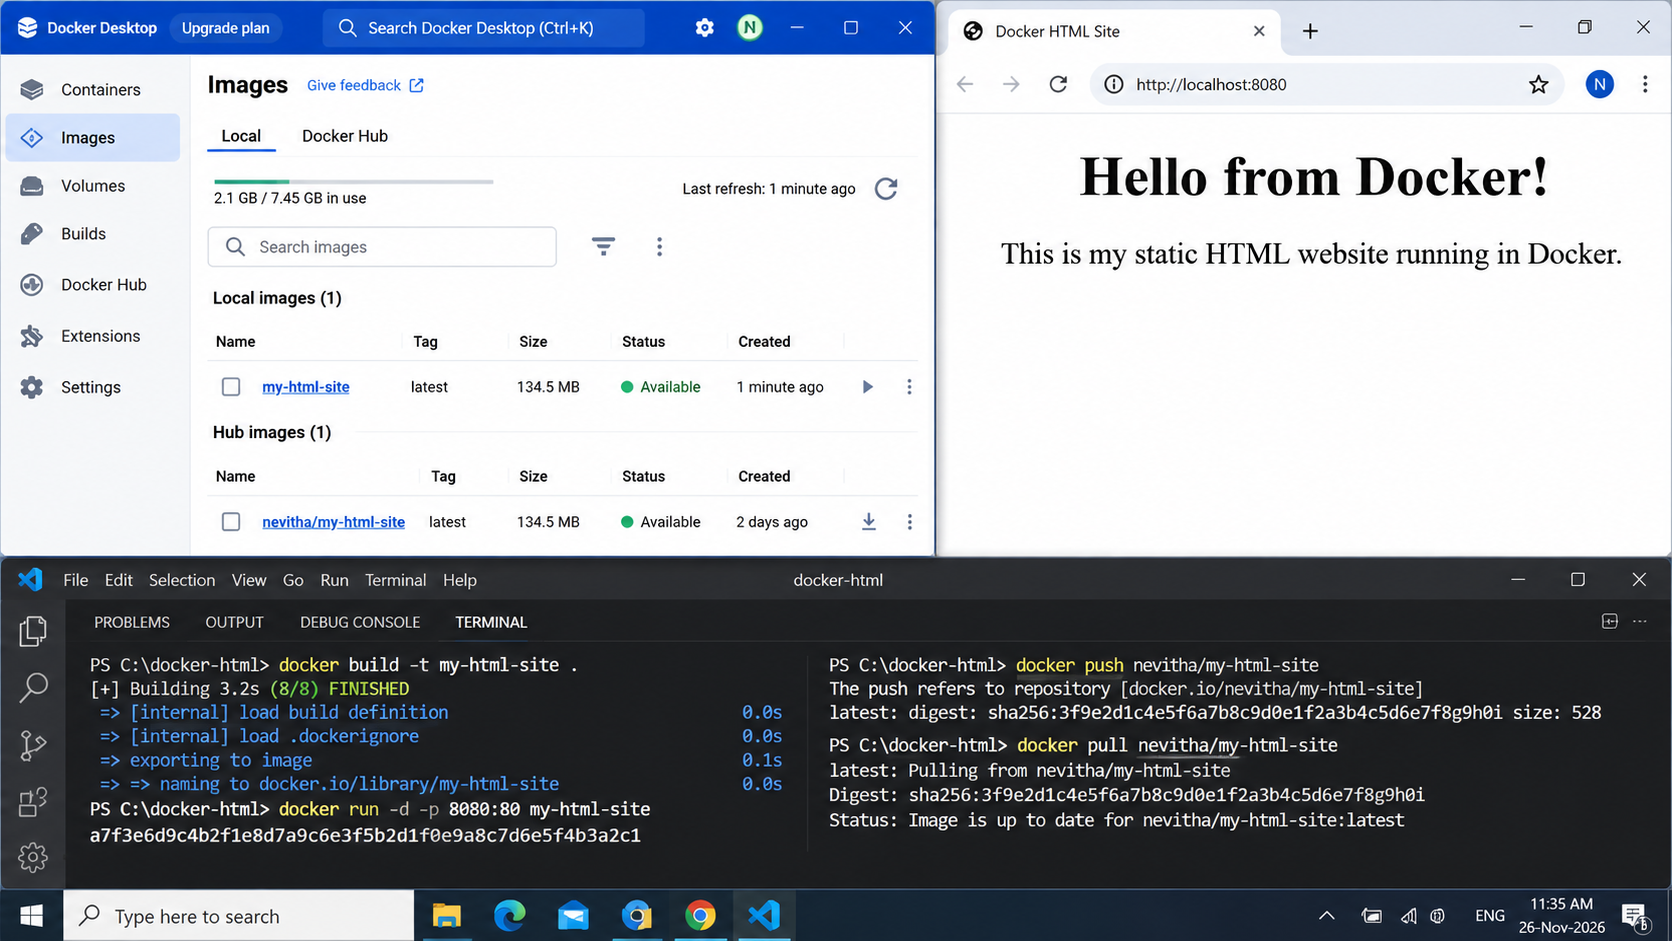 Docker Desktop Upgrade plan Search Docker Desktop (Ctrl+K) N
Containers
Images
Volumes
Builds
Docker Hub
Extensions
Settings
Images Give feedback
Local Docker Hub
2.1 GB / 7.45 GB in use
Last refresh: 1 minute ago
Search images
Local images (1)
Name Tag Size Status Created
my-html-site latest 134.5 MB Available 1 minute ago
Hub images (1)
Name Tag Size Status Created
nevitha/my-html-site latest 134.5 MB Available 2 days ago
Docker HTML Site
http://localhost:8080 N
Hello from Docker!
This is my static HTML website running in Docker.
File Edit Selection View Go Run Terminal Help docker-html
PROBLEMS OUTPUT DEBUG CONSOLE TERMINAL
PS C:\docker-html> docker build -t my-html-site .
[+] Building 3.2s (8/8) FINISHED
=> [internal] load build definition 0.0s
=> [internal] load .dockerignore 0.0s
=> exporting to image 0.1s
=> => naming to docker.io/library/my-html-site 0.0s
PS C:\docker-html> docker run -d -p 8080:80 my-html-site
a7f3e6d9c4b2f1e8d7a9c6e3f5b2d1f0e9a8c7d6e5f4b3a2c1
PS C:\docker-html> docker push nevitha/my-html-site
The push refers to repository [docker.io/nevitha/my-html-site]
latest: digest: sha256:3f9e2d1c4e5f6a7b8c9d0e1f2a3b4c5d6e7f8g9h0i size: 528
PS C:\docker-html> docker pull nevitha/my-html-site
latest: Pulling from nevitha/my-html-site
Digest: sha256:3f9e2d1c4e5f6a7b8c9d0e1f2a3b4c5d6e7f8g9h0i
Status: Image is up to date for nevitha/my-html-site:latest
Type here to search
ENG
11:35 AM
26-Nov-2026